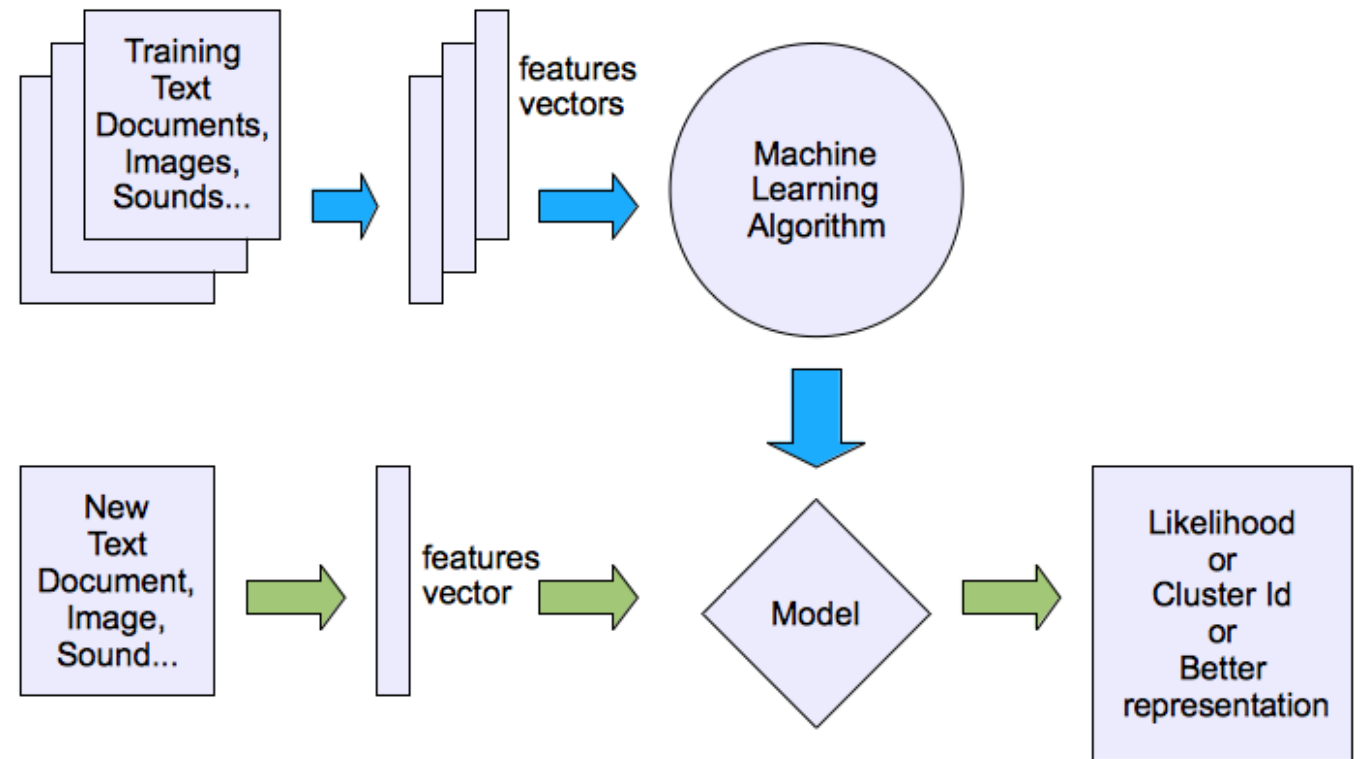 Training
Text
Documents,
Images,
Sounds...
features
vectors
Machine
Learning
Algorithm
New
Text
Document,
Image,
Sound...
features
vector
Model
Likelihood
or
Cluster Id
or
Better
representation